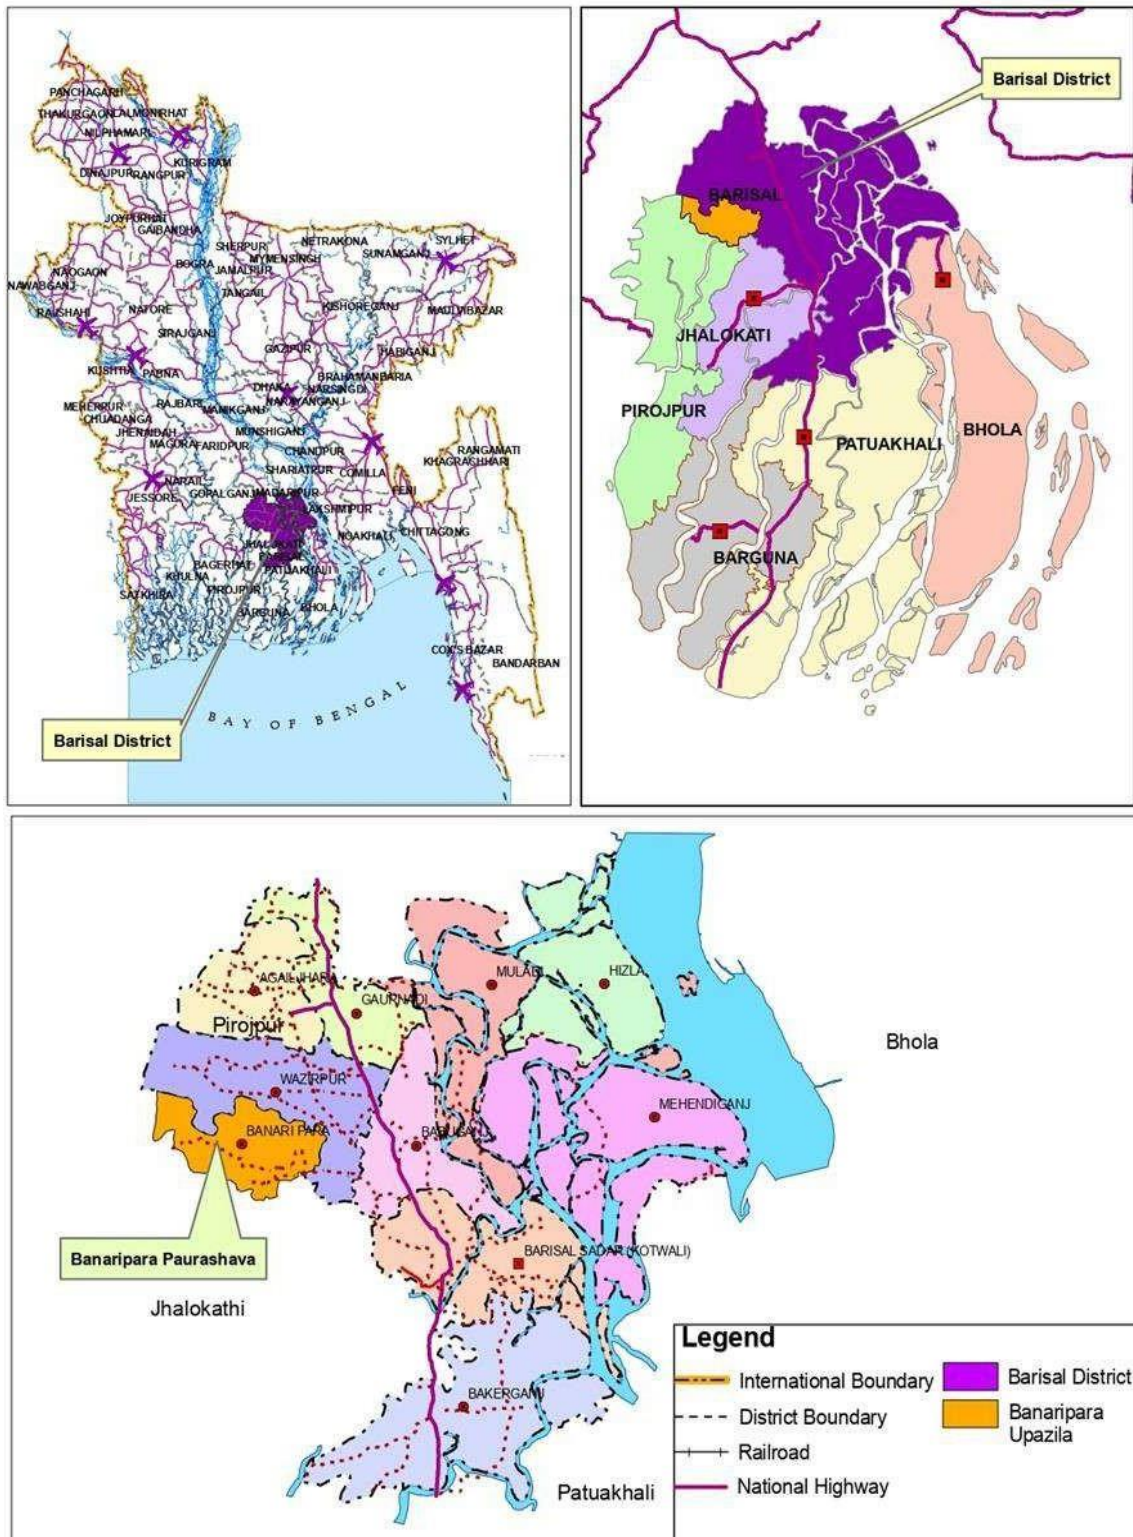 PANCHAGARH
THAKURGAON
LALMONIRHAT
NILPHAMARI
KURIGRAM
DINAJPUR
RANGPUR
JOYPURHAT
GAIBANDHA
SHERPUR
NETRAKONA
SYLHET
SUNAMGANJ
MYMENSINGH
BOGRA
JAMALPUR
NAOGAON
NAWABGANJ
TANGAIL
KISHOREGANJ
MAULVIBAZAR
NATORE
RAJSHAHI
SIRAJGANJ
HABIGANJ
GAZIPUR
KUSHTIA
PABNA
BRAHAMANBARIA
DHAKA
NARSINGDI
NARAYANGANJ
MEHERPUR
RAJBARI
MANIKGANJ
CHUADANGA
JHENAIDAH
MUNSHIGANJ
MAGURA
FARIDPUR
CHANDPUR
RANGAMATI
KHAGRACHHARI
SHARIATPUR
COMILLA
NARAIL
JESSORE
GOPALGANJ
MADARIPUR
FENI
LAKSHMIPUR
NOAKHALI
CHITTAGONG
JHALOKATI
BARISAL
BAGERHAT
PATUAKHALI
KHULNA
PIROJPUR
SATKHIRA
BARGUNA
BHOLA
COX'S BAZAR
BANDARBAN
BAY OF BENGAL
Barisal District
Barisal District
BARISAL
JHALOKATI
PIROJPUR
PATUAKHALI
BHOLA
BARGUNA
AGAILJHARA
MULADI
HIZLA
GAURNADI
Pirojpur
Bhola
WAZIRPUR
MEHENDIGANJ
BANARI PARA
BABUGANJ
Banaripara Paurashava
BARISAL SADAR (KOTWALI)
Jhalokathi
BAKERGANJ
Patuakhali
Legend
International Boundary
District Boundary
Railroad
National Highway
Barisal District
Banaripara
Upazila